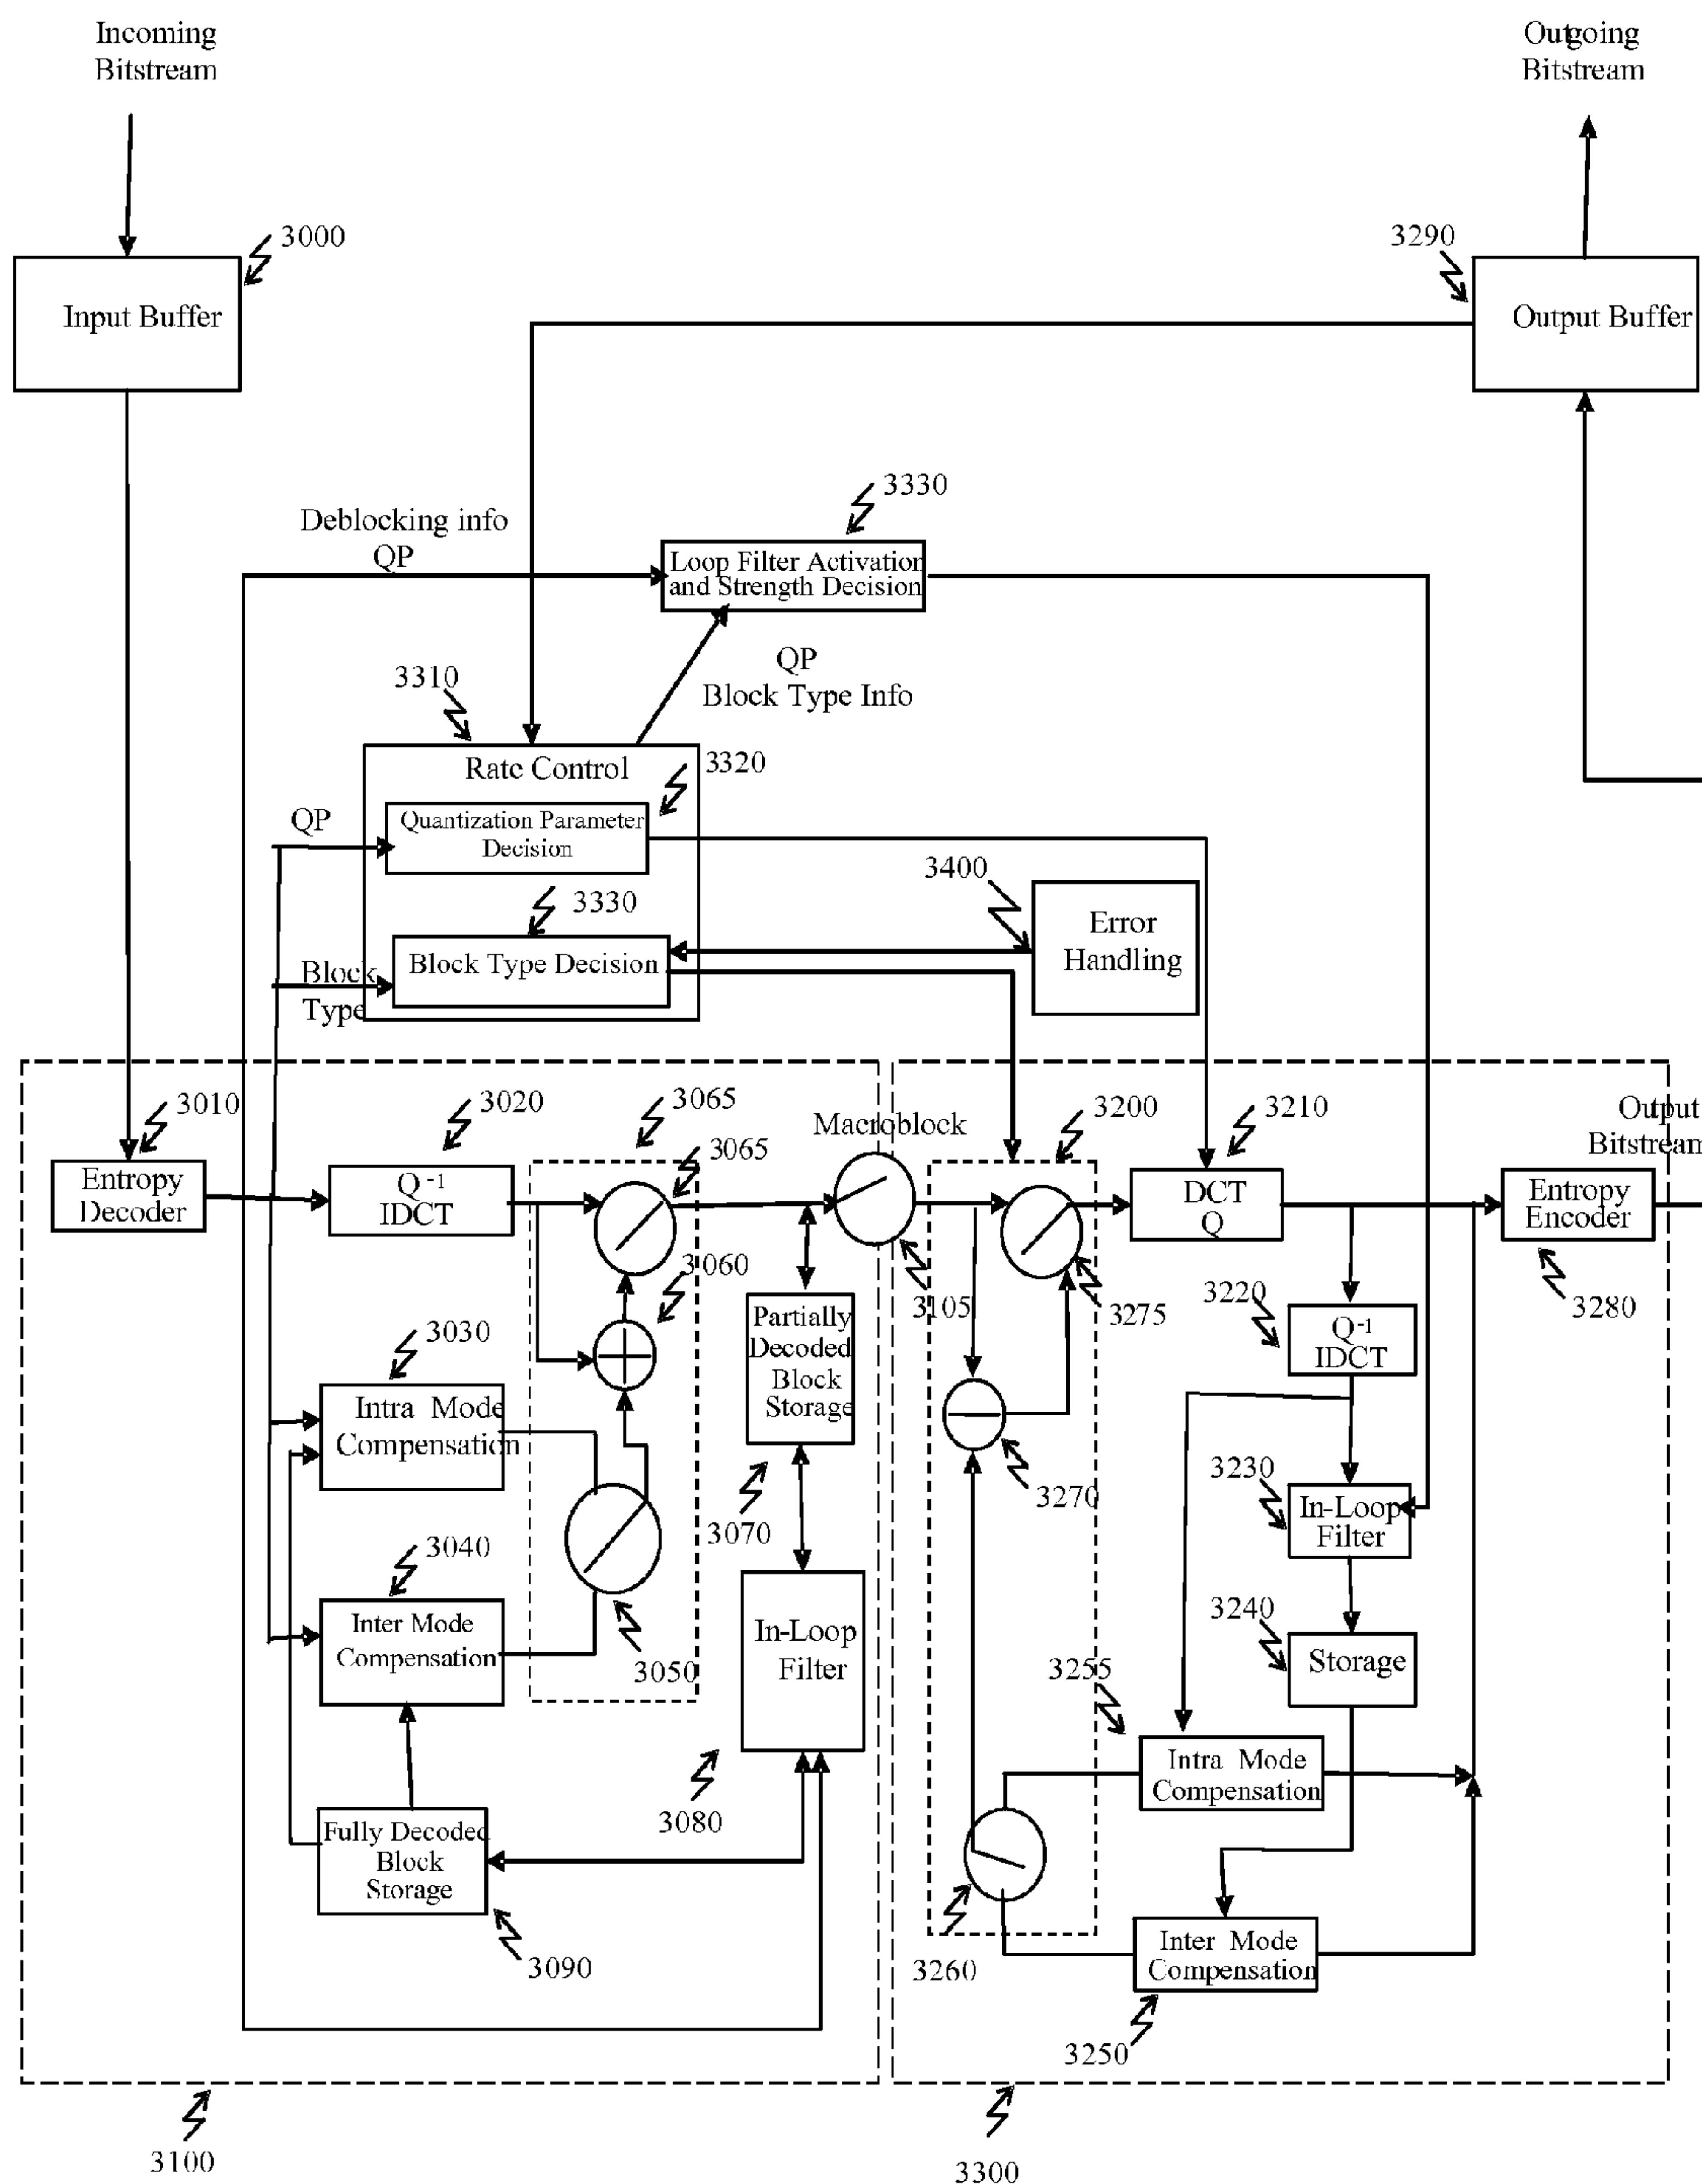 Incoming
Bitstream
Outgoing
Bitstream
3000
3290
Input Buffer
Output Buffer
3330
Deblocking info
QP
Loop Filter Activation
and Strength Decision
QP
Block Type Info
3310
Rate Control
3320
QP
Quantization Parameter
Decision
3400
3330
Error
Handling
Block
Type
Block Type Decision
3010
3020
3065
3065
Macroblock
3200
3210
Output
Bitstream
Entropy
Decoder
Q-1
IDCT
DCT
Q
Entropy
Encoder
3060
3105
3275
3220
3280
Partially
Decoded
Block
Storage
Q-1
IDCT
3030
Intra Mode
Compensation
3070
3270
3230
In-Loop
Filter
3040
Inter Mode
Compensation
3050
In-Loop
Filter
3240
Storage
3255
Intra Mode
Compensation
3080
Fully Decoded
Block
Storage
3090
3260
Inter Mode
Compensation
3250
3100
3300